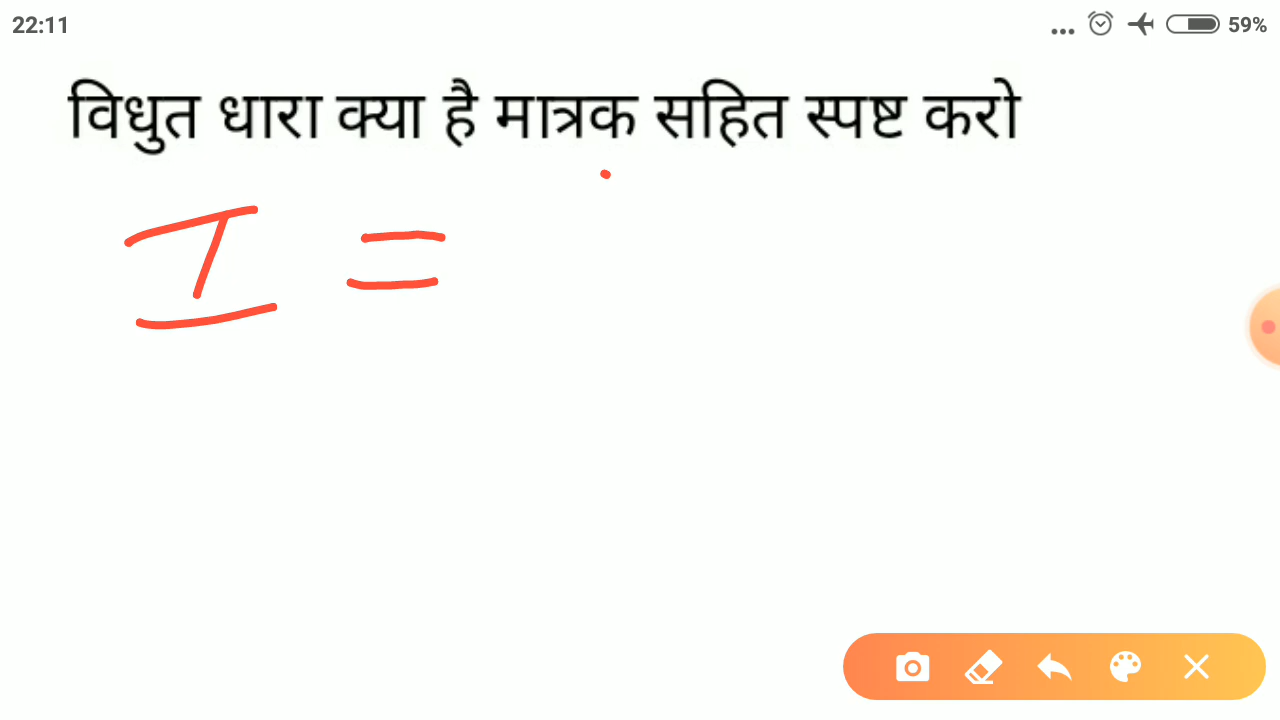 22:11
59%
विधुत धारा क्या है मात्रक सहित स्पष्ट करो
I =